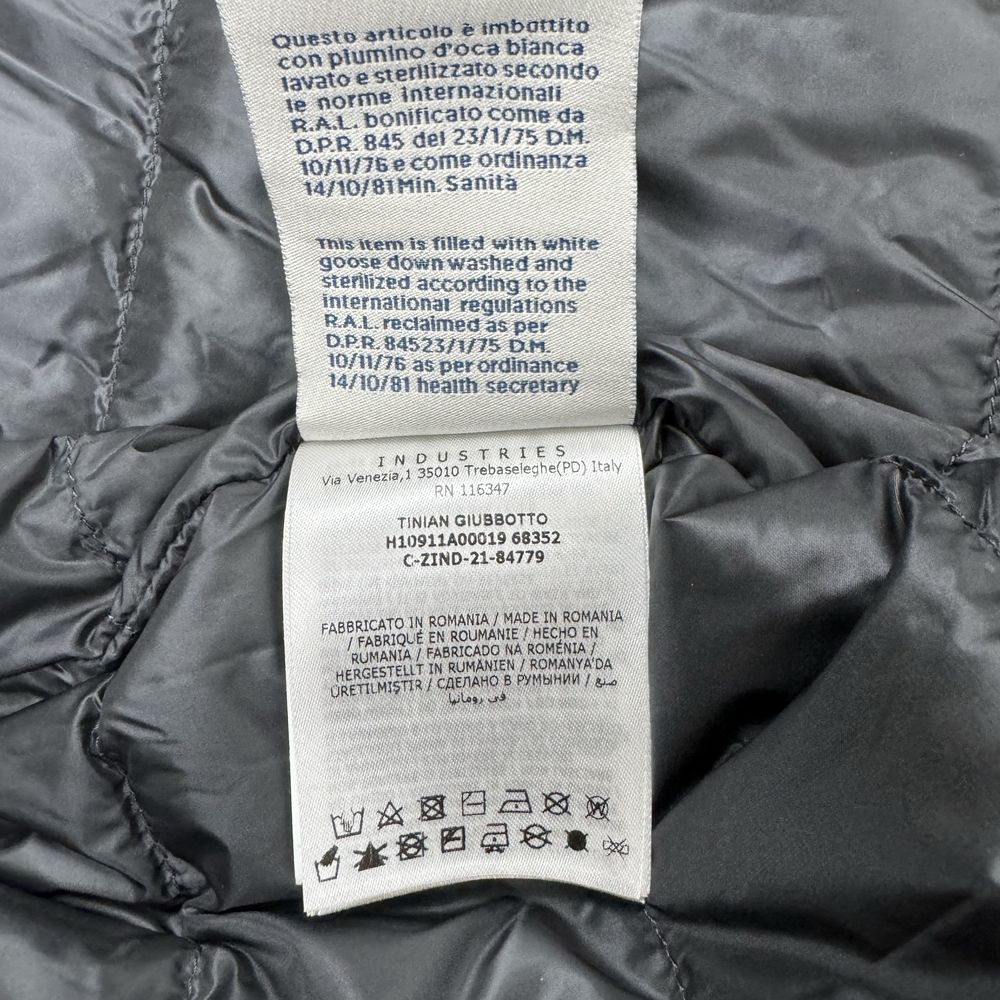 Questo articolo è imbottito
con piumino d'oca bianca
lavato e sterilizzato secondo
le norme internazionali
R.A.L. bonificato come da
D.P.R. 845 del 23/1/75 D.M.
10/11/76 e come ordinanza
14/10/81 Min. Sanità
This item is filled with white
goose down washed and
sterilized according to the
international regulations
R.A.L. reclaimed as per
D.P.R. 84523/1/75 D.M.
10/11/76 as per ordinance
14/10/81 health secretary
INDUSTRIES
Via Venezia,1 35010 Trebaseleghe(PD) Italy
RN 116347
TINIAN GIUBBOTTO
H10911A00019 68352
C-ZIND-21-84779
FABBRICATO IN ROMANIA / MADE IN ROMANIA
/ FABRIQUÉ EN ROUMANIE / HECHO EN
RUMANIA / FABRICADO NA ROMÉNIA /
HERGESTELLT IN RUMÄNIEN / ROMANYA'DA
ÜRETILMIŞTIR / СДЕЛАНО В РУМЫНИИ / صنع
في رومانيا